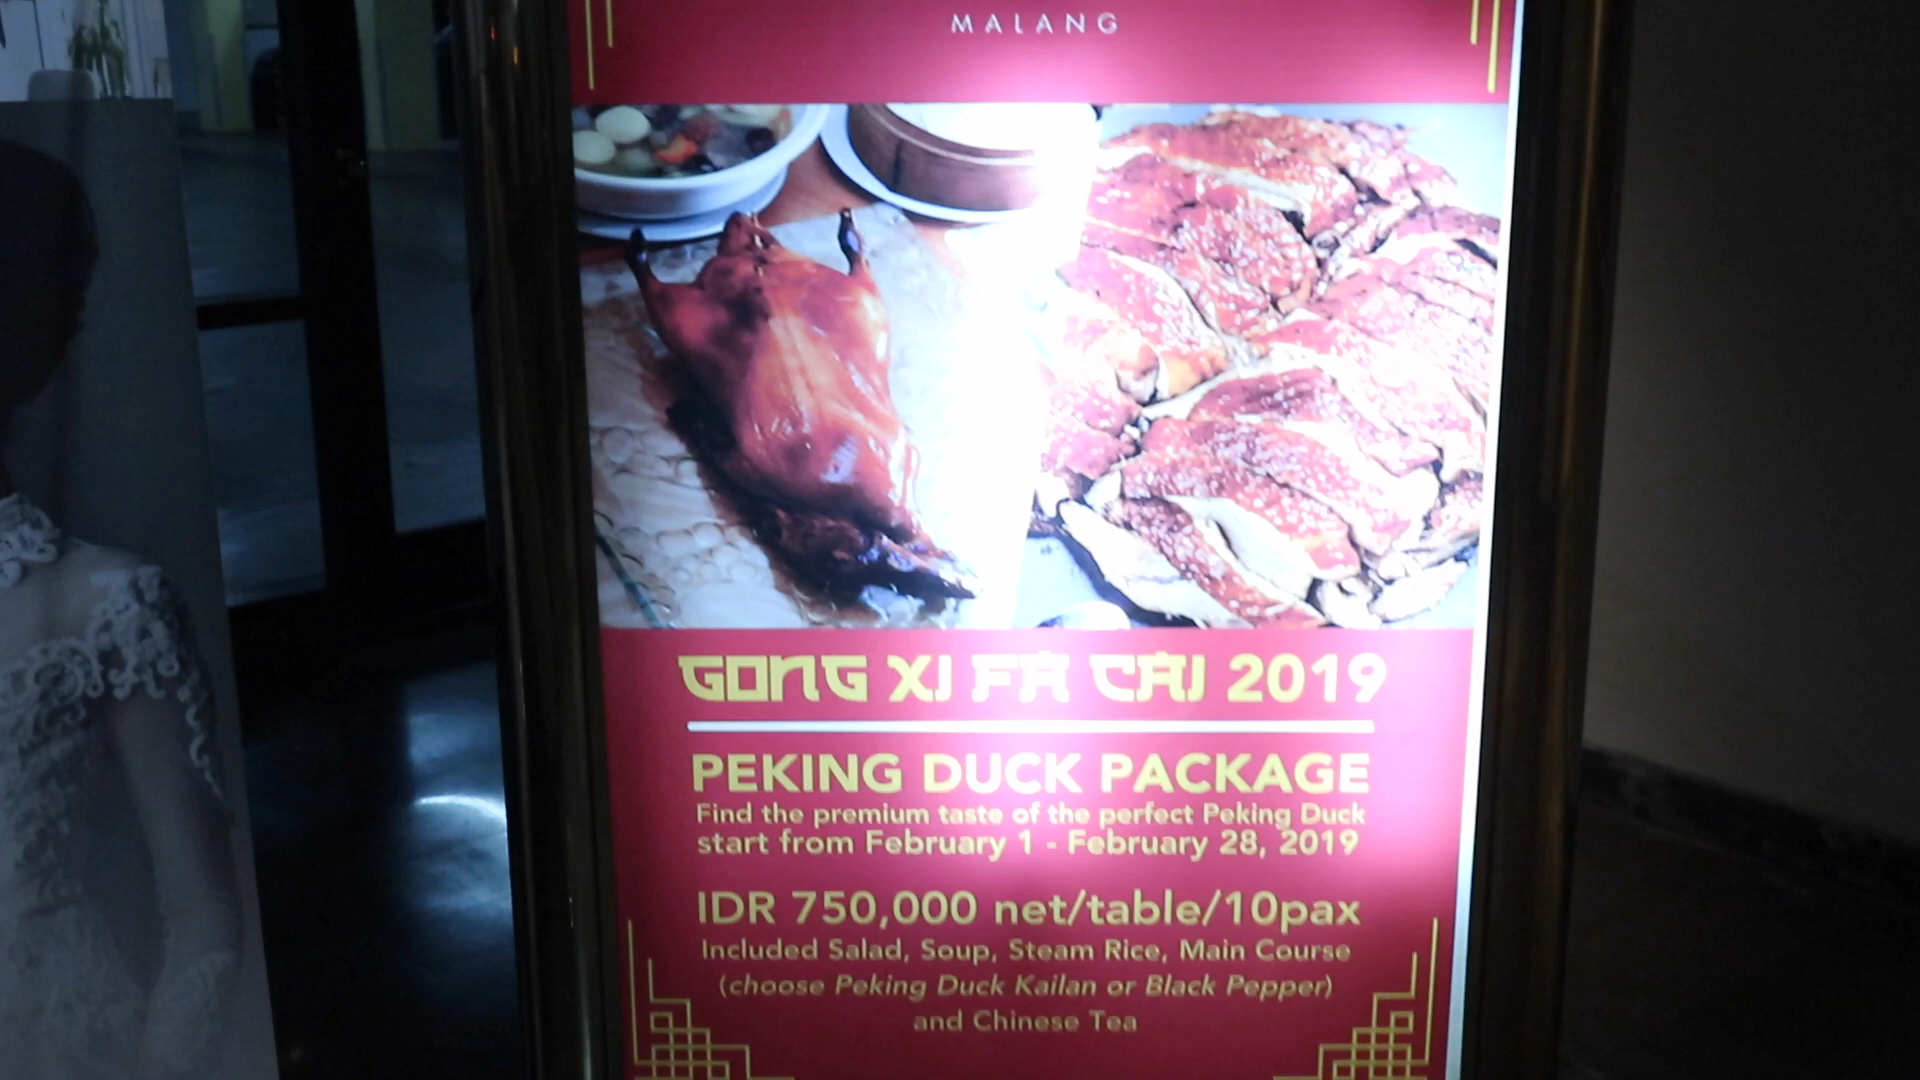 MALANG
GONG XI FA CAI 2019
PEKING DUCK PACKAGE
Find the premium taste of the perfect Peking Duck
start from February 1 - February 28, 2019
IDR 750,000 net/table/10pax
Included Salad, Soup, Steam Rice, Main Course
(choose Peking Duck Kailan or Black Pepper)
and Chinese Tea